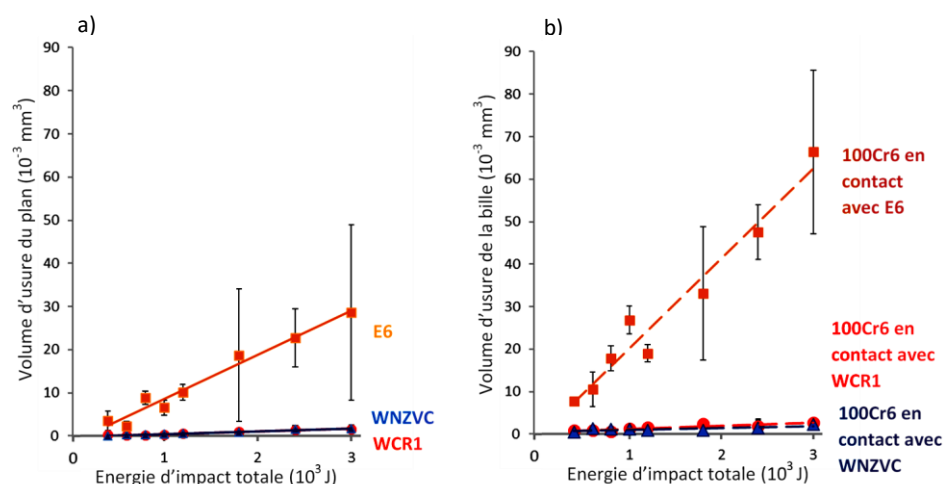 a)
Volume d'usure du plan (10⁻³ mm³)
90
80
70
60
50
40
30
20
10
0
0
1
2
3
Energie d'impact totale (10³ J)
E6
WNZVC
WCR1
b)
Volume d'usure de la bille (10⁻³ mm³)
90
80
70
60
50
40
30
20
10
0
0
1
2
3
Energie d'impact totale (10³ J)
100Cr6 en
contact
avec E6
100Cr6 en
contact avec
WCR1
100Cr6 en
contact avec
WNZVC